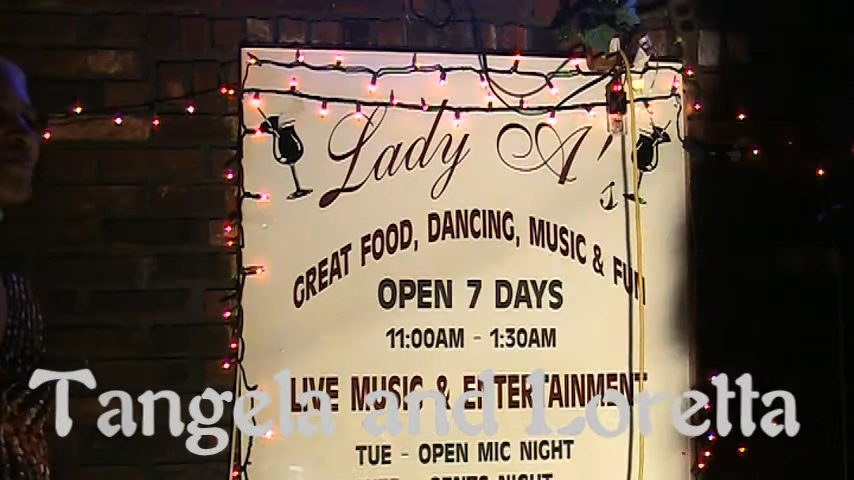 Lady A's
GREAT FOOD, DANCING, MUSIC & FUN
OPEN 7 DAYS
11:00AM - 1:30AM
LIVE MUSIC & ENTERTAINMENT
Tangela and Loretta
TUE - OPEN MIC NIGHT